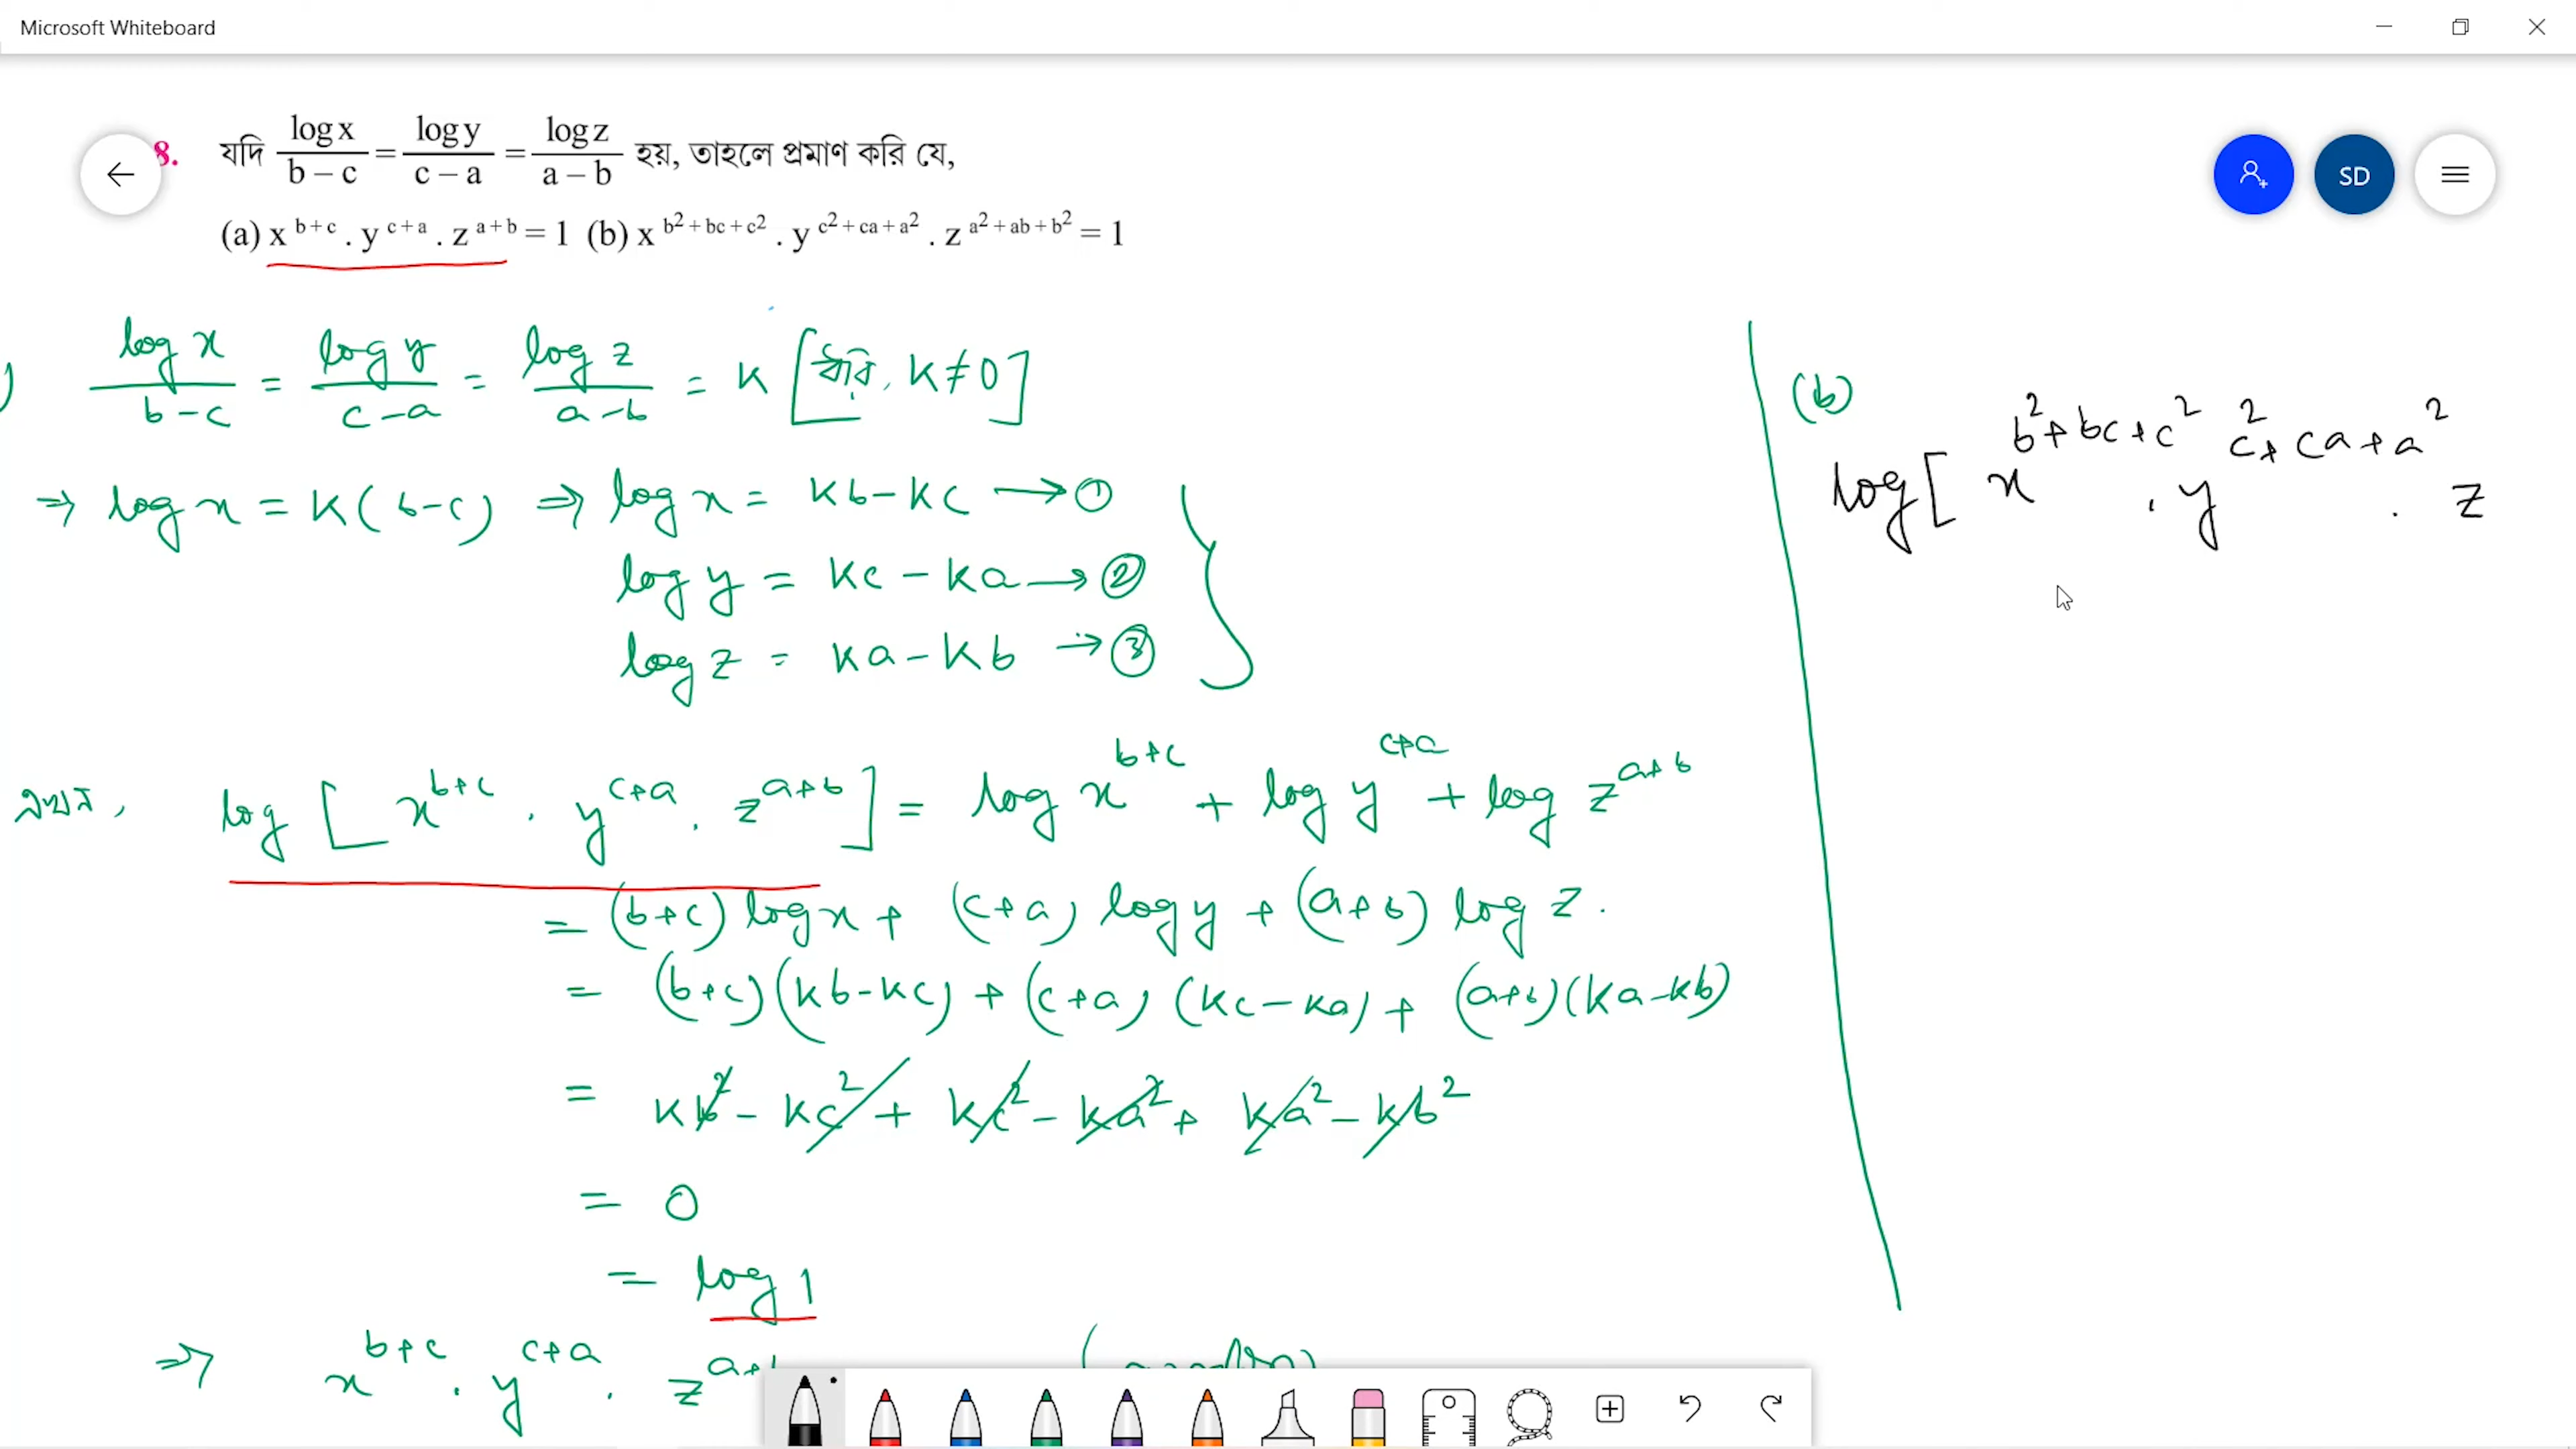 Microsoft Whiteboard
SD
8. যদি log x / b – c = log y / c – a = log z / a – b হয়, তাহলে প্রমাণ করি যে,
(a) x^(b+c) . y^(c+a) . z^(a+b) = 1 (b) x^(b²+bc+c²) . y^(c²+ca+a²) . z^(a²+ab+b²) = 1
) log x / b-c = log y / c-a = log z / a-b = K [ধরি, K≠0]
⇒ log x = K(b-c) ⇒ log x = Kb-Kc → ①
log y = Kc - Ka → ②
log z = Ka-Kb → ③
এখন, log [x^(b+c) . y^(c+a) . z^(a+b)] = log x^(b+c) + log y^(c+a) + log z^(a+b)
= (b+c) log x + (c+a) log y + (a+b) log z.
= (b+c)(Kb-Kc) + (c+a)(Kc-Ka) + (a+b)(Ka-Kb)
= Kb² - Kc² + Kc² - Ka² + Ka² - Kb²
= 0
= log 1
⇒ x^(b+c) . y^(c+a) . z
(b)
log [x^(b²+bc+c²) . y^(c²+ca+a²) . z